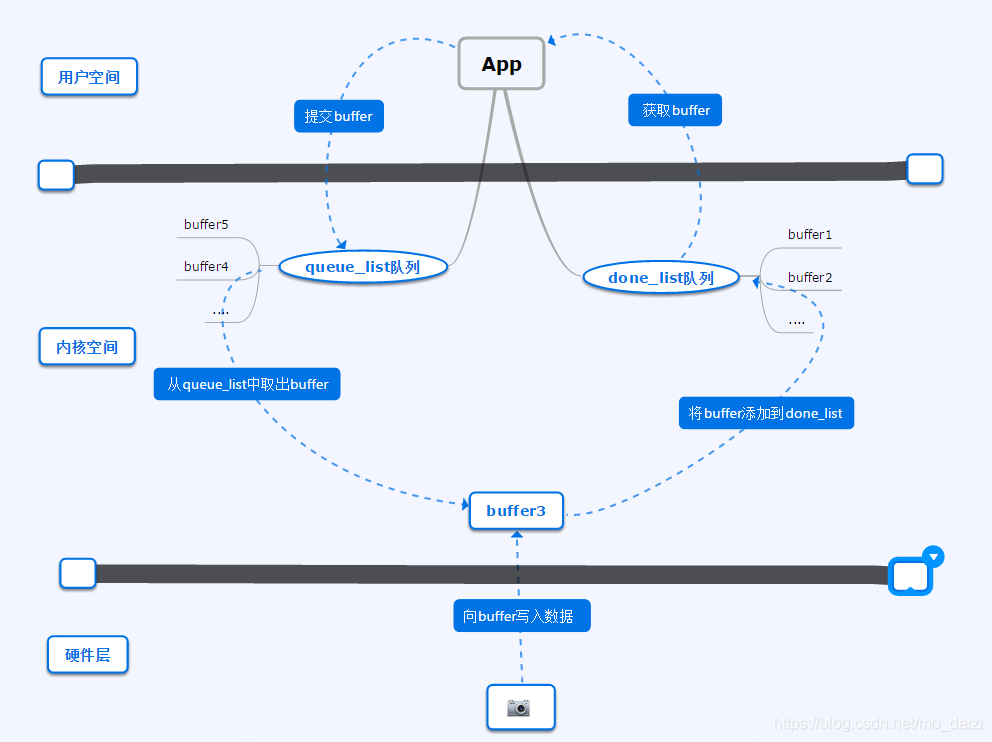 App
用户空间
提交buffer
获取buffer
buffer5
buffer4
....
queue_list队列
done_list队列
buffer1
buffer2
....
内核空间
从queue_list中取出buffer
将buffer添加到done_list
buffer3
向buffer写入数据
硬件层
https://blog.csdn.net/mo_daizi